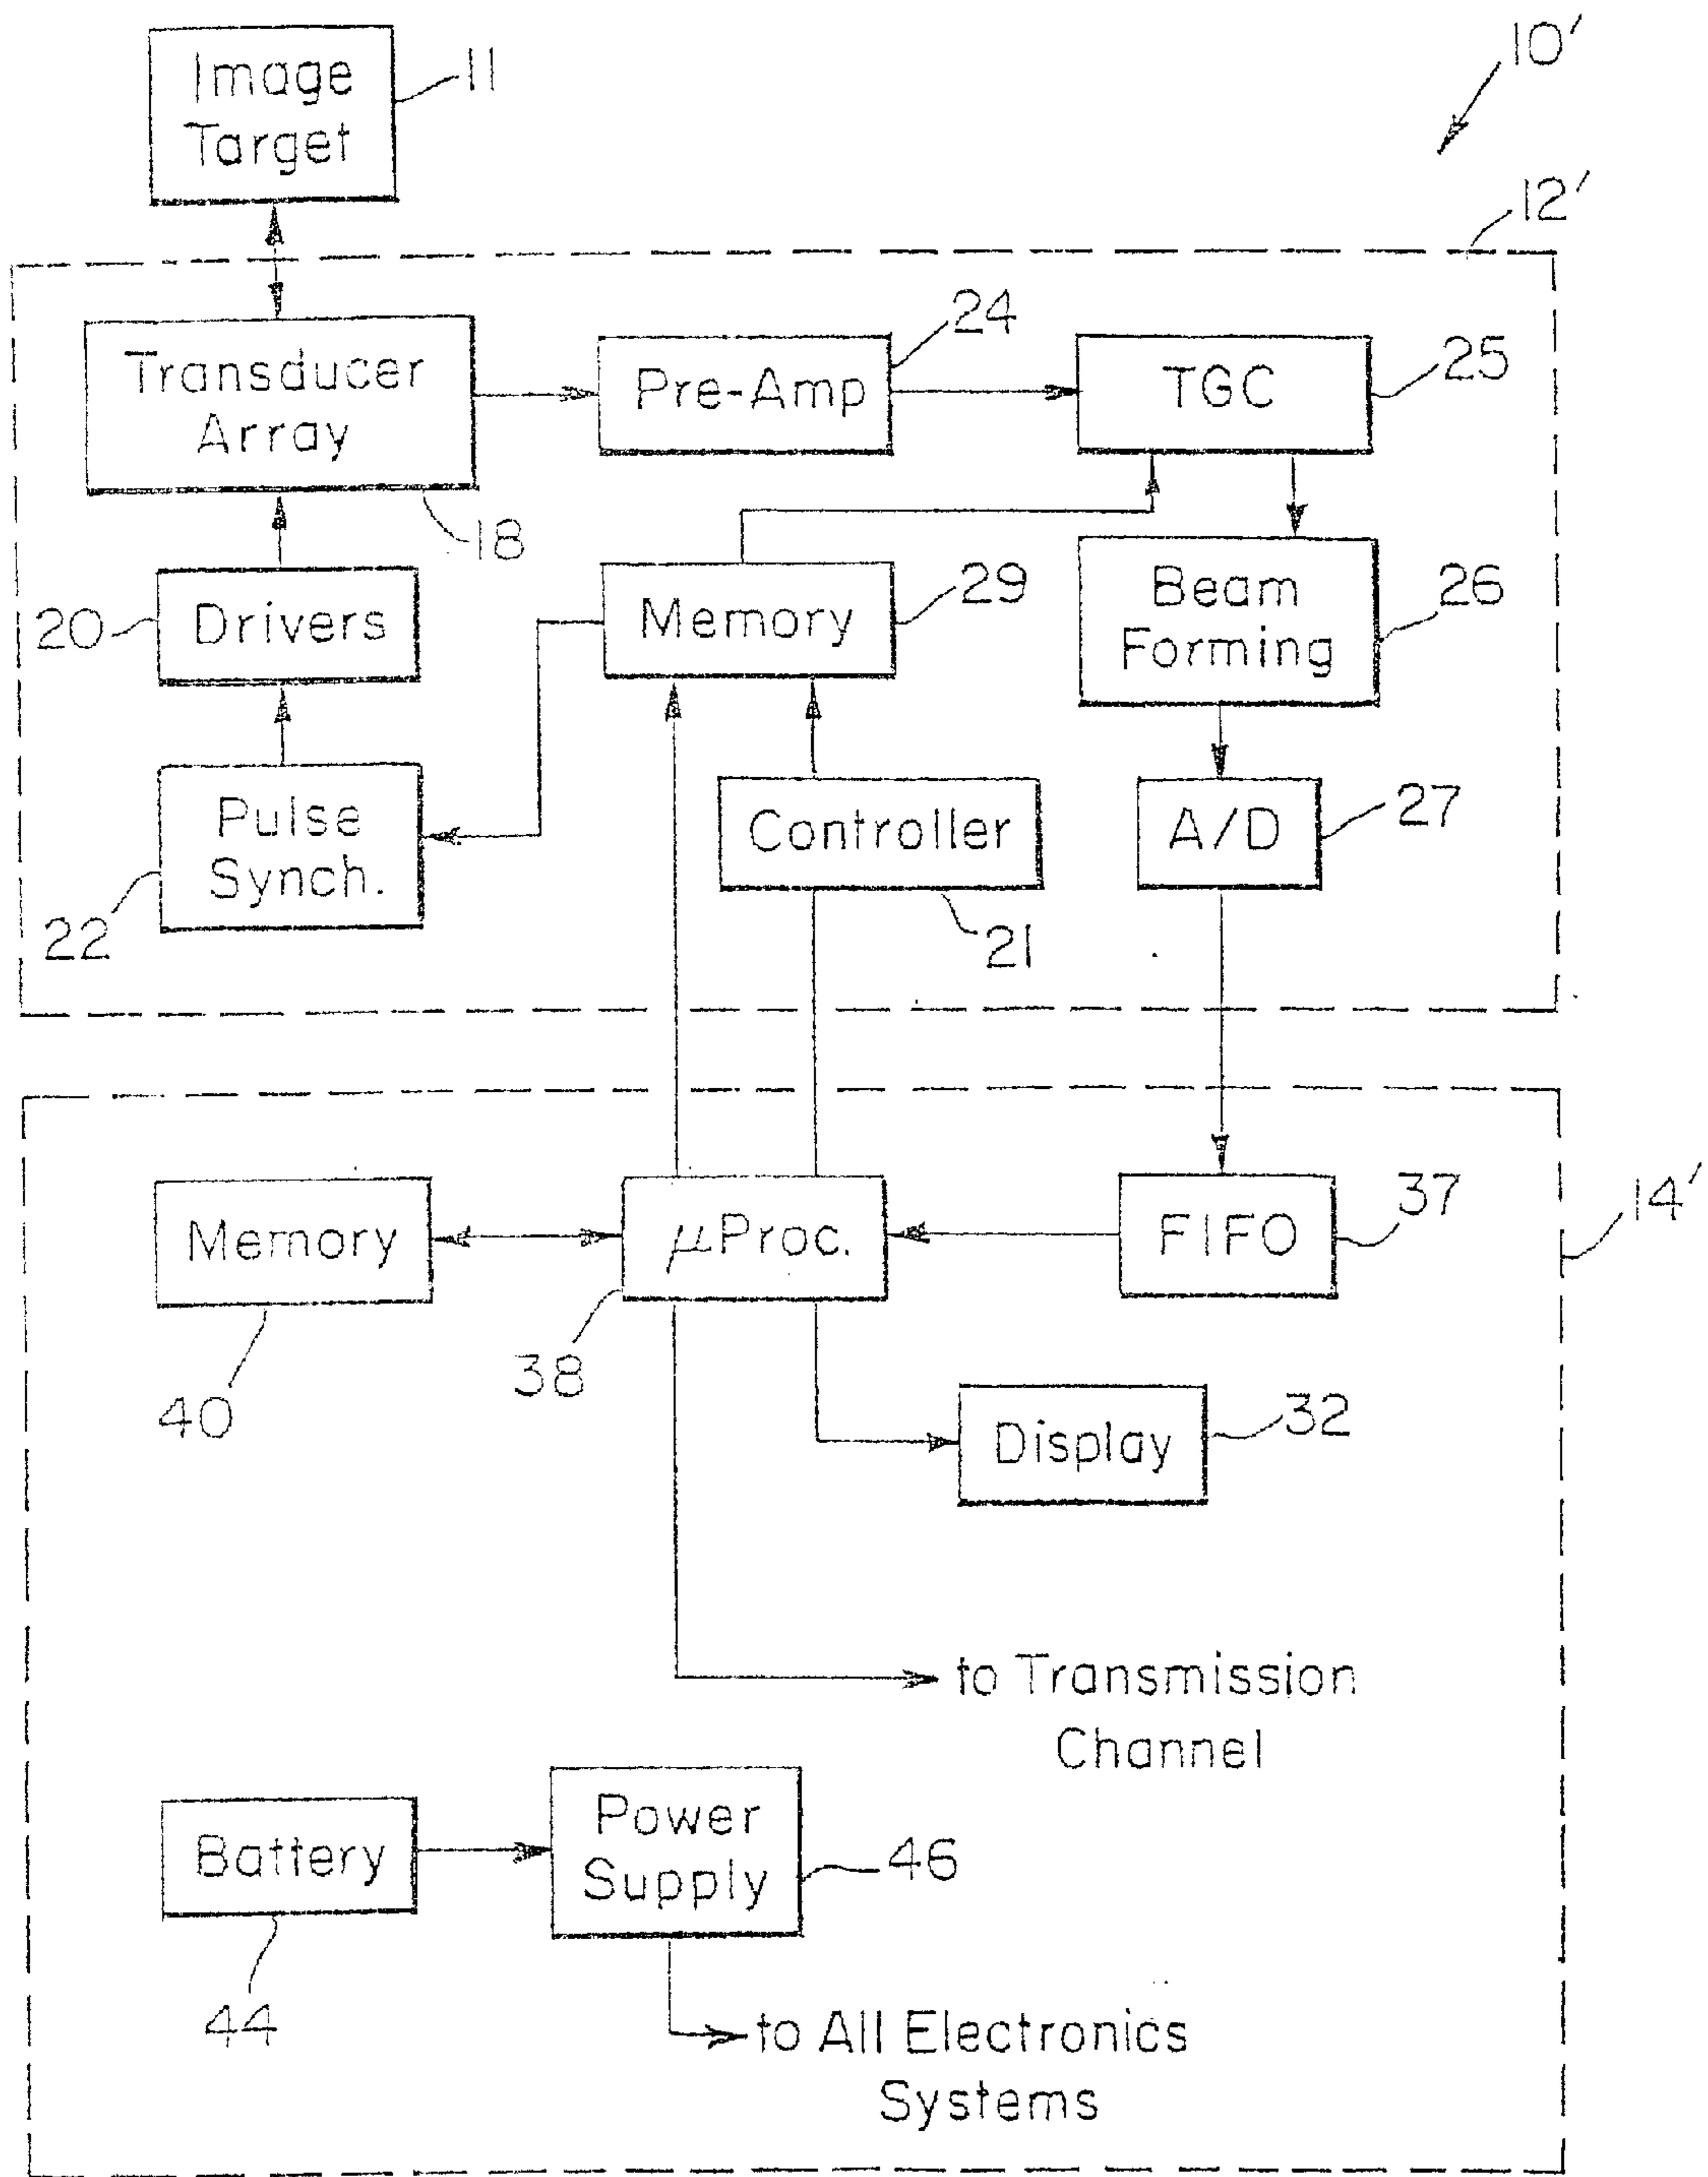 10'
Image
Target
11
12'
Transducer
Array
18
Pre-Amp
24
TGC
25
20
Drivers
Memory
29
Beam
Forming
26
Pulse
Synch.
22
Controller
21
A/D
27
14'
Memory
40
μProc.
38
FIFO
37
Display
32
to Transmission
Channel
Battery
44
Power
Supply
46
to All Electronics
Systems